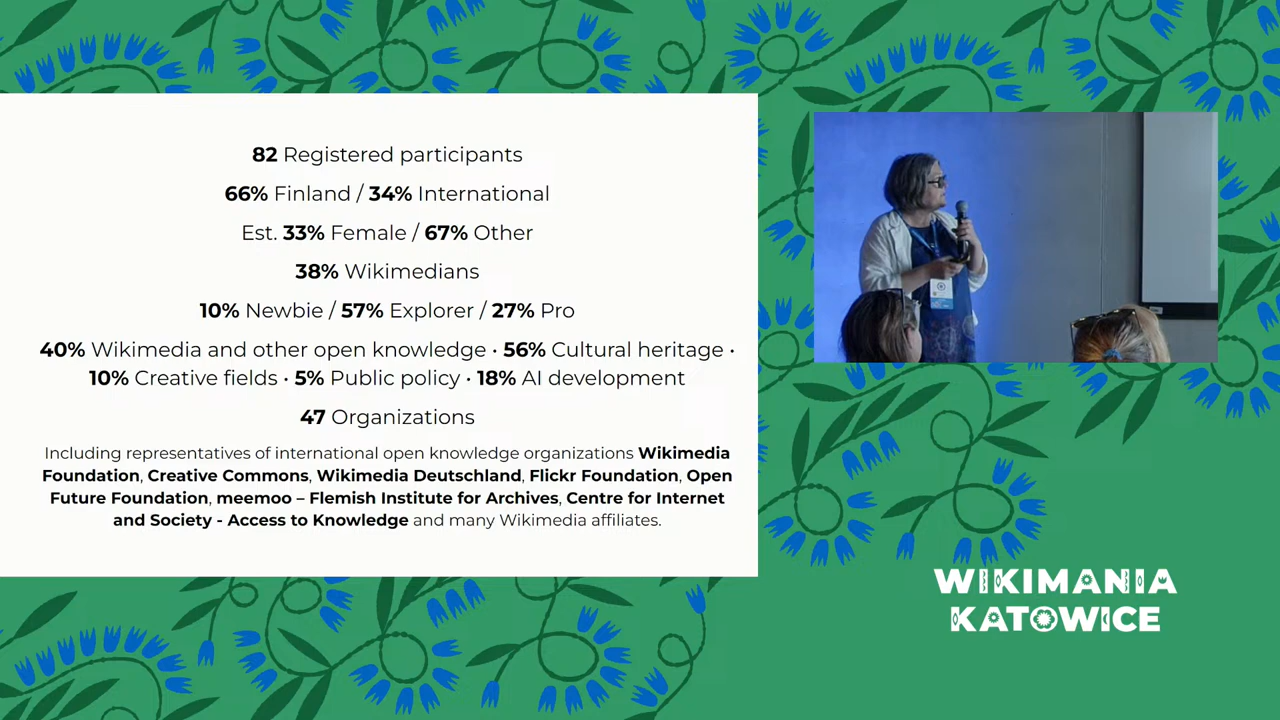 82 Registered participants
66% Finland / 34% International
Est. 33% Female / 67% Other
38% Wikimedians
10% Newbie / 57% Explorer / 27% Pro
40% Wikimedia and other open knowledge · 56% Cultural heritage ·
10% Creative fields · 5% Public policy · 18% AI development
47 Organizations
Including representatives of international open knowledge organizations Wikimedia
Foundation, Creative Commons, Wikimedia Deutschland, Flickr Foundation, Open
Future Foundation, meemoo – Flemish Institute for Archives, Centre for Internet
and Society - Access to Knowledge and many Wikimedia affiliates.
WIKIMANIA
KATOWICE